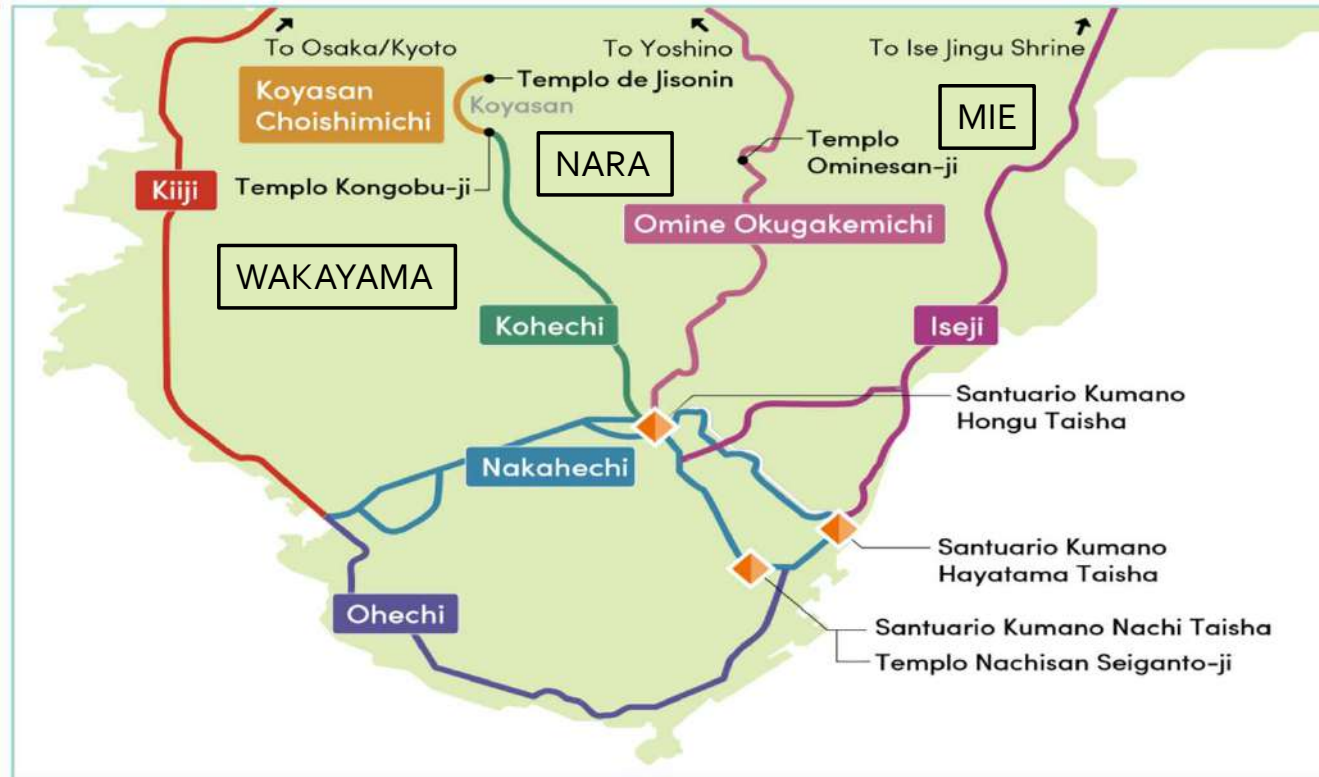 To Osaka/Kyoto
To Yoshino
To Ise Jingu Shrine
Koyasan
Choishimichi
Templo de Jisonin
Koyasan
MIE
NARA
Templo
Ominesan-ji
Kiiji
Templo Kongobu-ji
Omine Okugakemichi
WAKAYAMA
Kohechi
Iseji
Santuario Kumano
Hongu Taisha
Nakahechi
Santuario Kumano
Hayatama Taisha
Ohechi
Santuario Kumano Nachi Taisha
Templo Nachisan Seiganto-ji